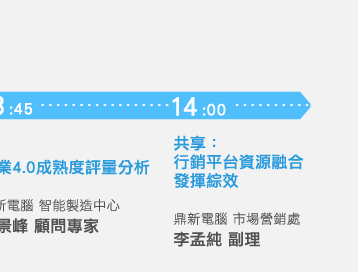 :45
14:00
業4.0成熟度評量分析
新電腦 智能製造中心
景峰 顧問專家
共享：
行銷平台資源融合
發揮綜效
鼎新電腦 市場營銷處
李孟純 副理